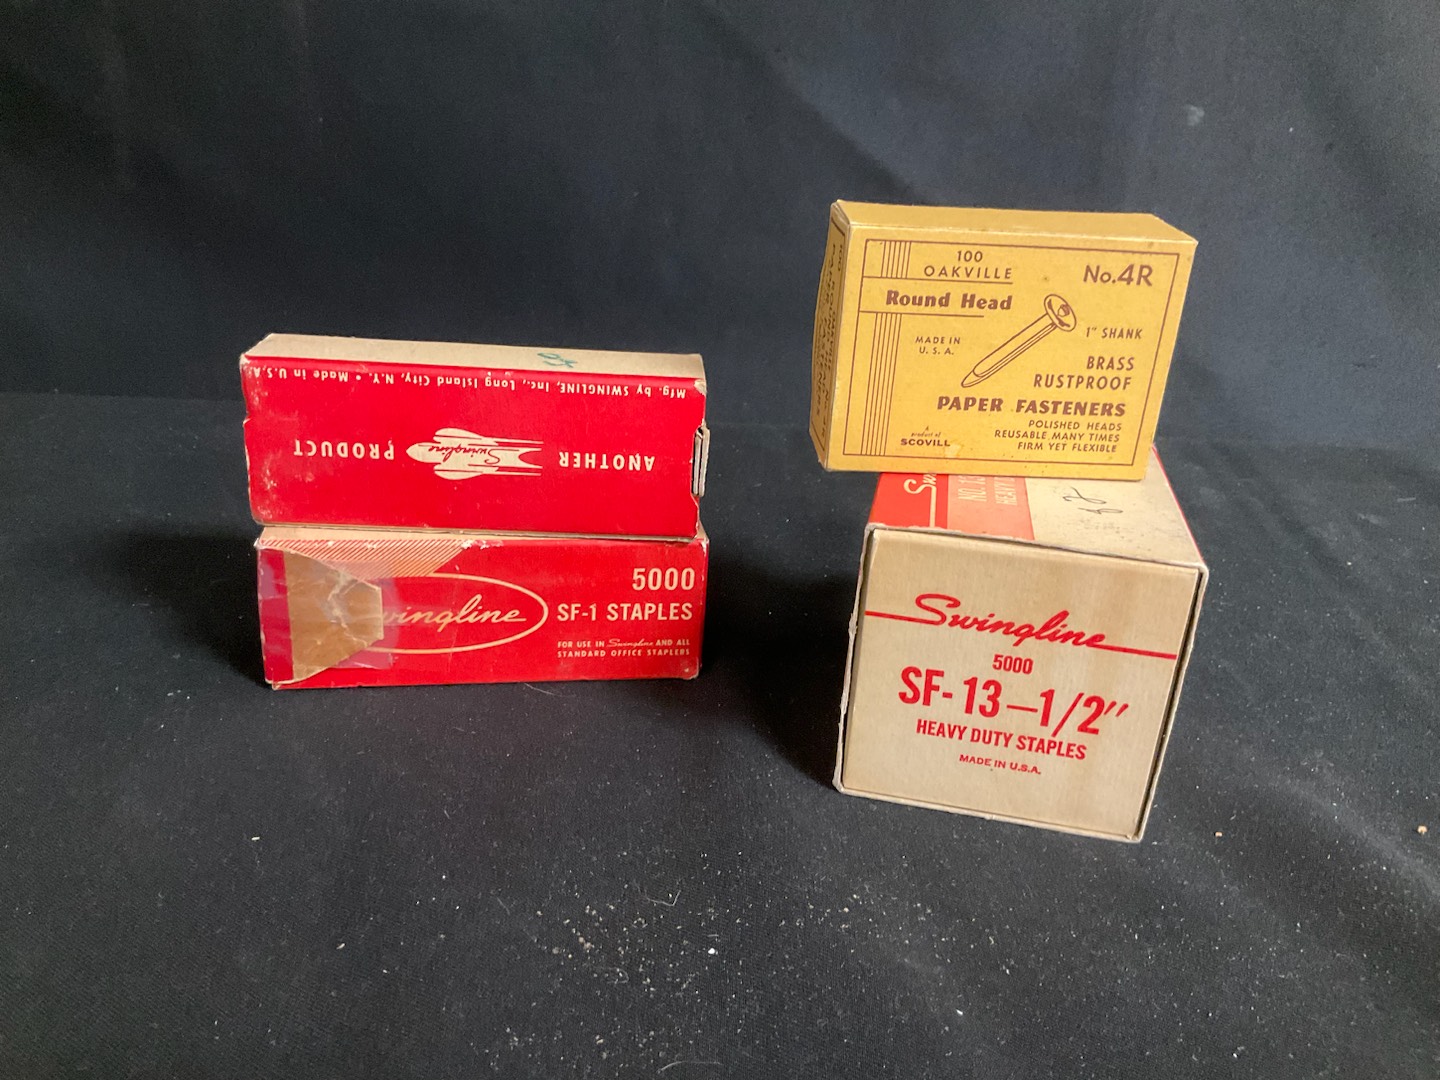 Mfg. by SWINGLINE, Inc., Long Island City, N.Y. • Made in U.S.A.
ANOTHER Swingline PRODUCT
Swingline
5000
SF-1 STAPLES
FOR USE IN Swingline AND ALL
STANDARD OFFICE STAPLERS
100
OAKVILLE
Round Head
No. 4R
MADE IN
U. S. A.
1" SHANK
BRASS
RUSTPROOF
PAPER FASTENERS
POLISHED HEADS
REUSABLE MANY TIMES
FIRM YET FLEXIBLE
A
product of
SCOVILL
NO. 13
HEAVY
Swingline
5000
SF-13-1/2"
HEAVY DUTY STAPLES
MADE IN U.S.A.